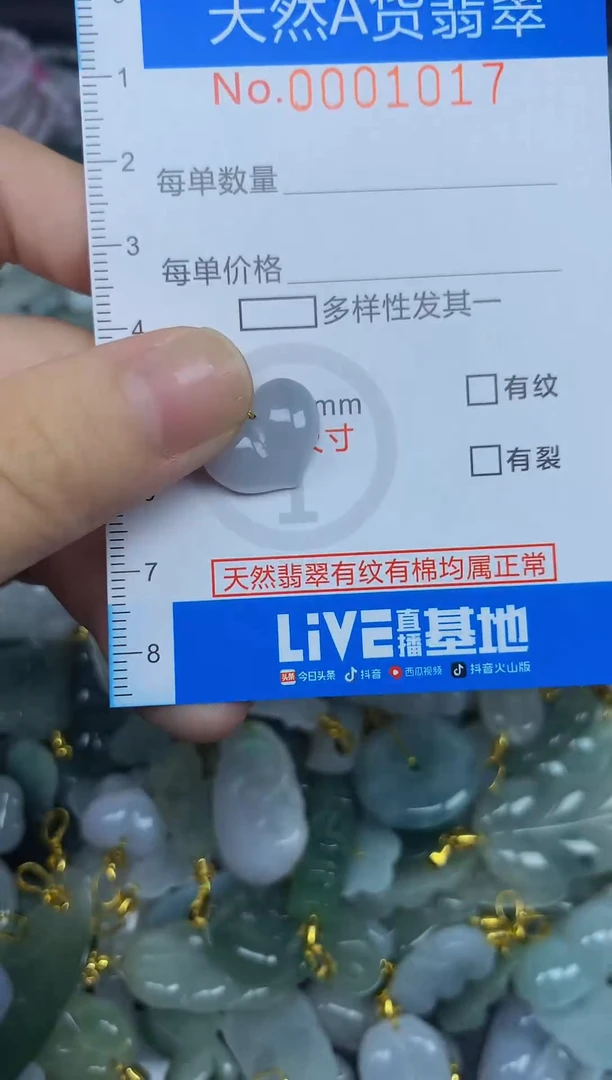 天然A货翡翠
1
No.0001017
2
每单数量
3
每单价格
4
多样性发其一
mm
有纹
寸
有裂
7
天然翡翠有纹有棉均属正常
LiVE直播基地
8
头条 今日头条 抖音 西瓜视频 抖音火山版